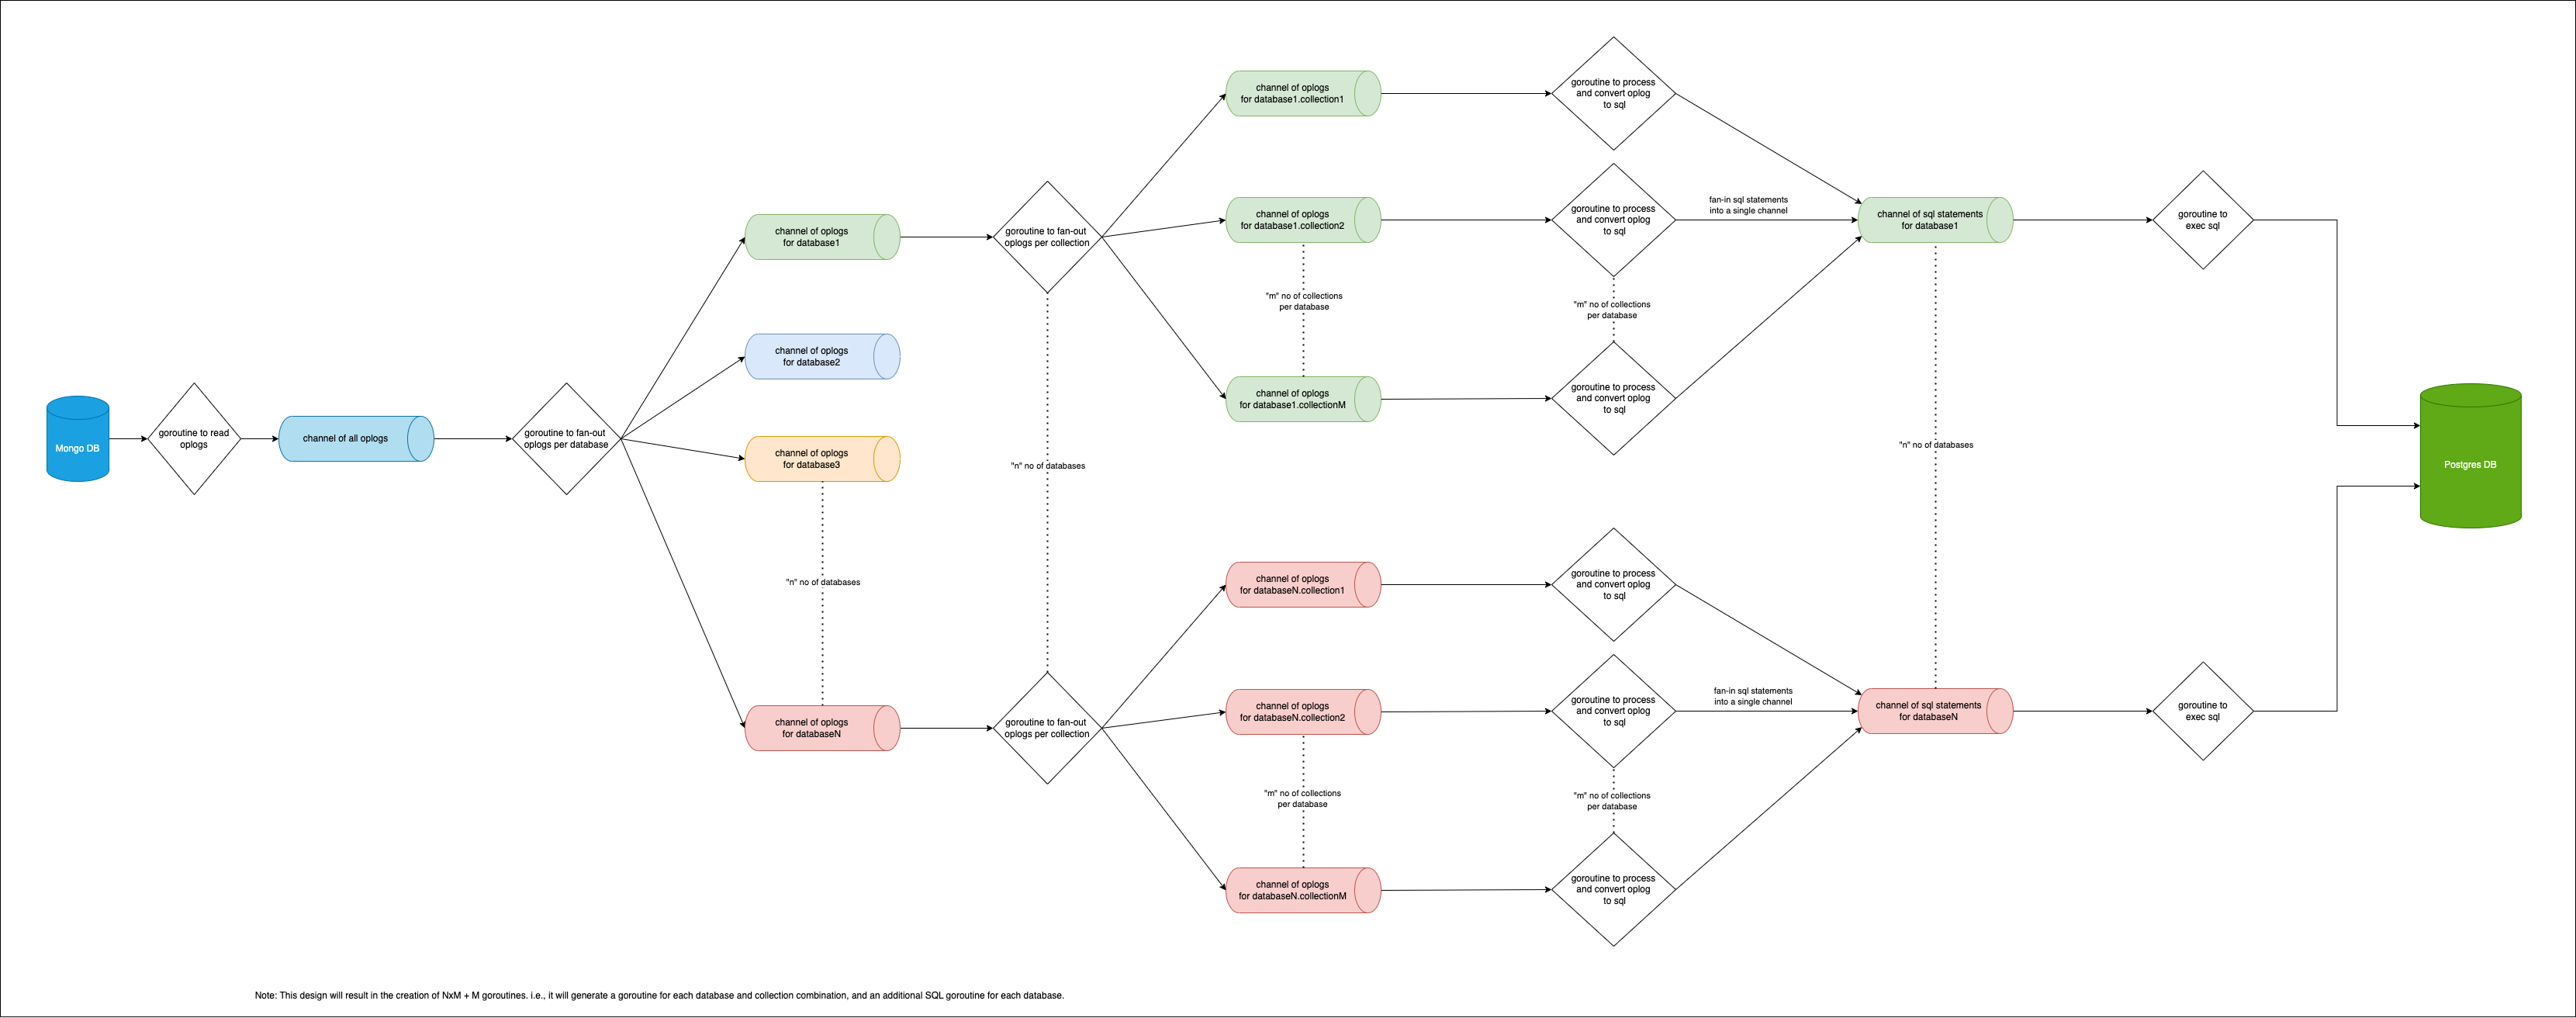 Mongo DB
goroutine to read
oplogs
channel of all oplogs
goroutine to fan-out
oplogs per database
channel of oplogs
for database1
channel of oplogs
for database2
channel of oplogs
for database3
"n" no of databases
channel of oplogs
for databaseN
goroutine to fan-out
oplogs per collection
"n" no of databases
goroutine to fan-out
oplogs per collection
channel of oplogs
for database1.collection1
channel of oplogs
for database1.collection2
"m" no of collections
per database
channel of oplogs
for database1.collectionM
goroutine to process
and convert oplog
to sql
goroutine to process
and convert oplog
to sql
"m" no of collections
per database
goroutine to process
and convert oplog
to sql
fan-in sql statements
into a single channel
channel of sql statements
for database1
goroutine to
exec sql
"n" no of databases
Postgres DB
channel of oplogs
for databaseN.collection1
channel of oplogs
for databaseN.collection2
"m" no of collections
per database
channel of oplogs
for databaseN.collectionM
goroutine to process
and convert oplog
to sql
goroutine to process
and convert oplog
to sql
"m" no of collections
per database
goroutine to process
and convert oplog
to sql
fan-in sql statements
into a single channel
channel of sql statements
for databaseN
goroutine to
exec sql
Note: This design will result in the creation of NxM + M goroutines. i.e., it will generate a goroutine for each database and collection combination, and an additional SQL goroutine for each database.